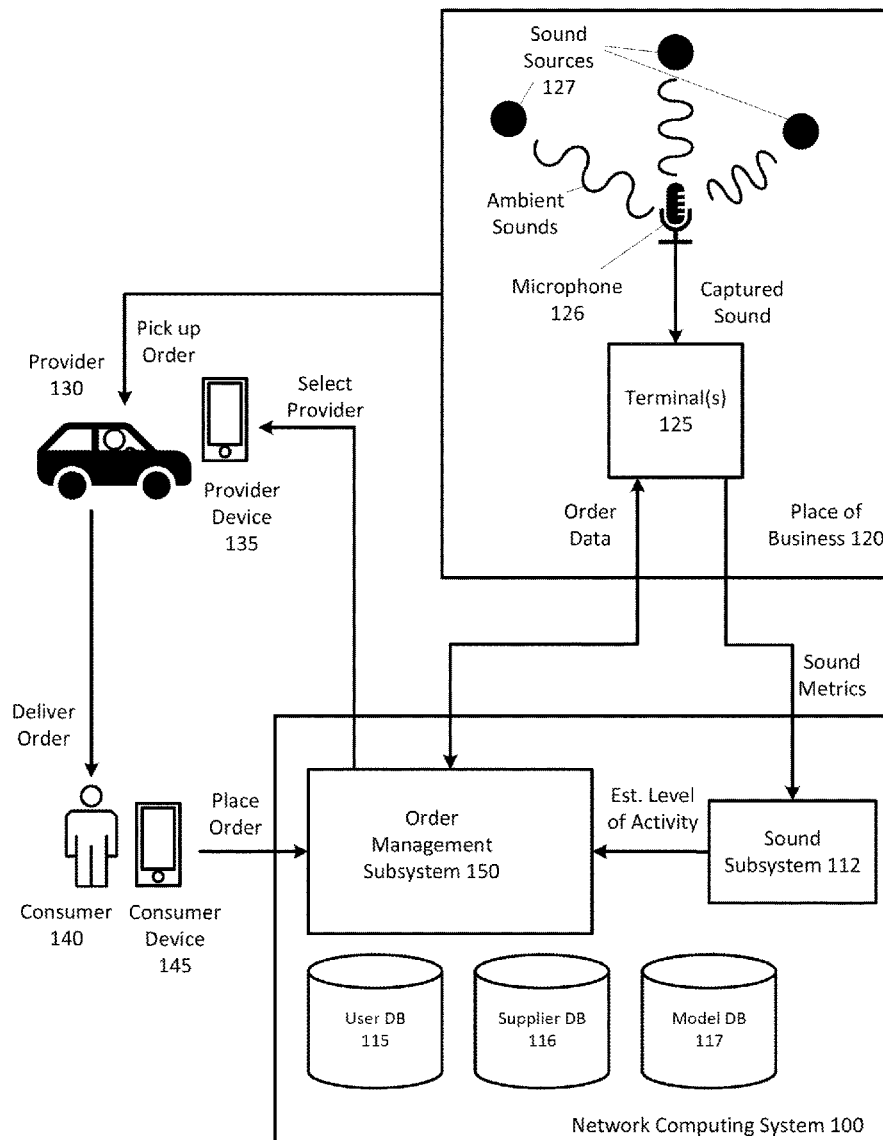 Sound
Sources
127
Ambient
Sounds
Microphone
126
Captured
Sound
Pick up
Order
Provider
130
Select
Provider
Terminal(s)
125
Provider
Device
135
Order
Data
Place of
Business 120
Sound
Metrics
Deliver
Order
Place
Order
Order
Management
Subsystem 150
Est. Level
of Activity
Sound
Subsystem 112
Consumer
140
Consumer
Device
145
User DB
115
Supplier DB
116
Model DB
117
Network Computing System 100